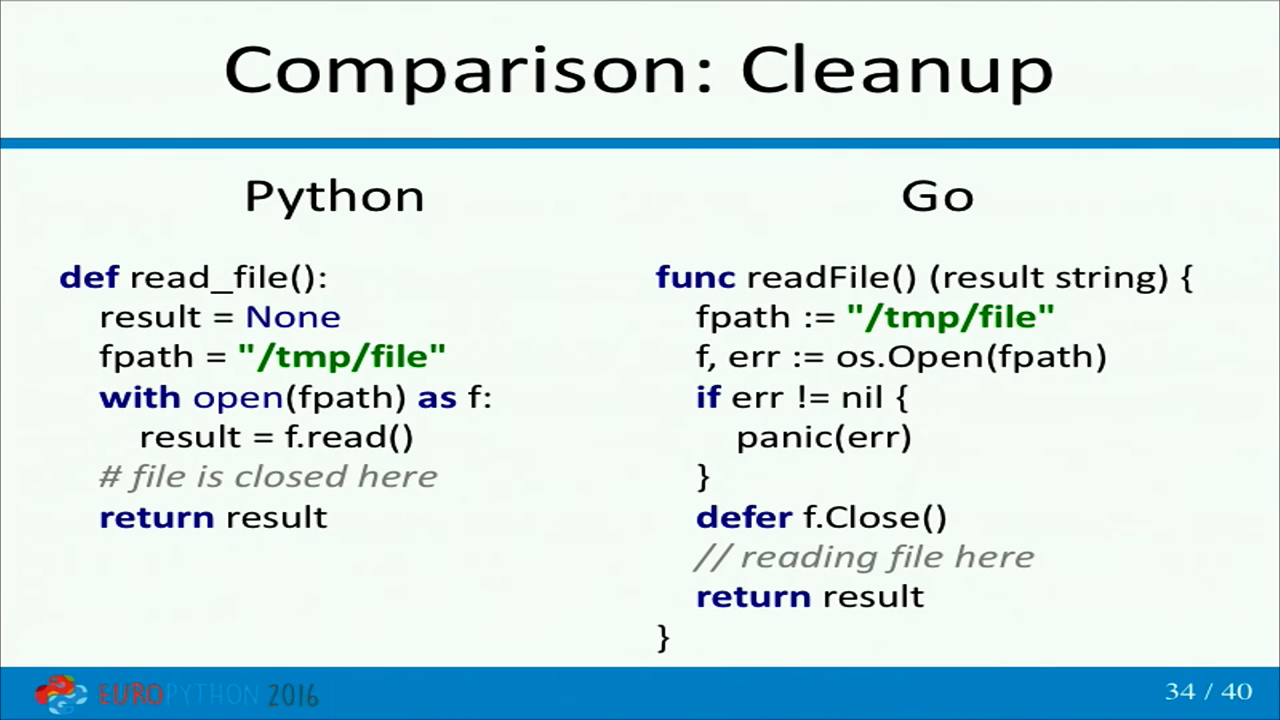 Comparison: Cleanup
Python
def read_file():
result = None
fpath = "/tmp/file"
with open(fpath) as f:
result = f.read()
# file is closed here
return result
Go
func readFile() (result string) {
fpath := "/tmp/file"
f, err := os.Open(fpath)
if err != nil {
panic(err)
}
defer f.Close()
// reading file here
return result
}
EUROPYTHON 2016
34 / 40